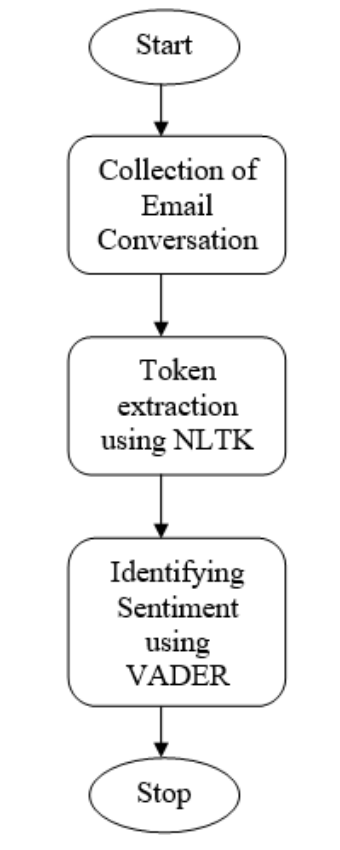 Start
Collection of
Email
Conversation
Token
extraction
using NLTK
Identifying
Sentiment
using
VADER
Stop